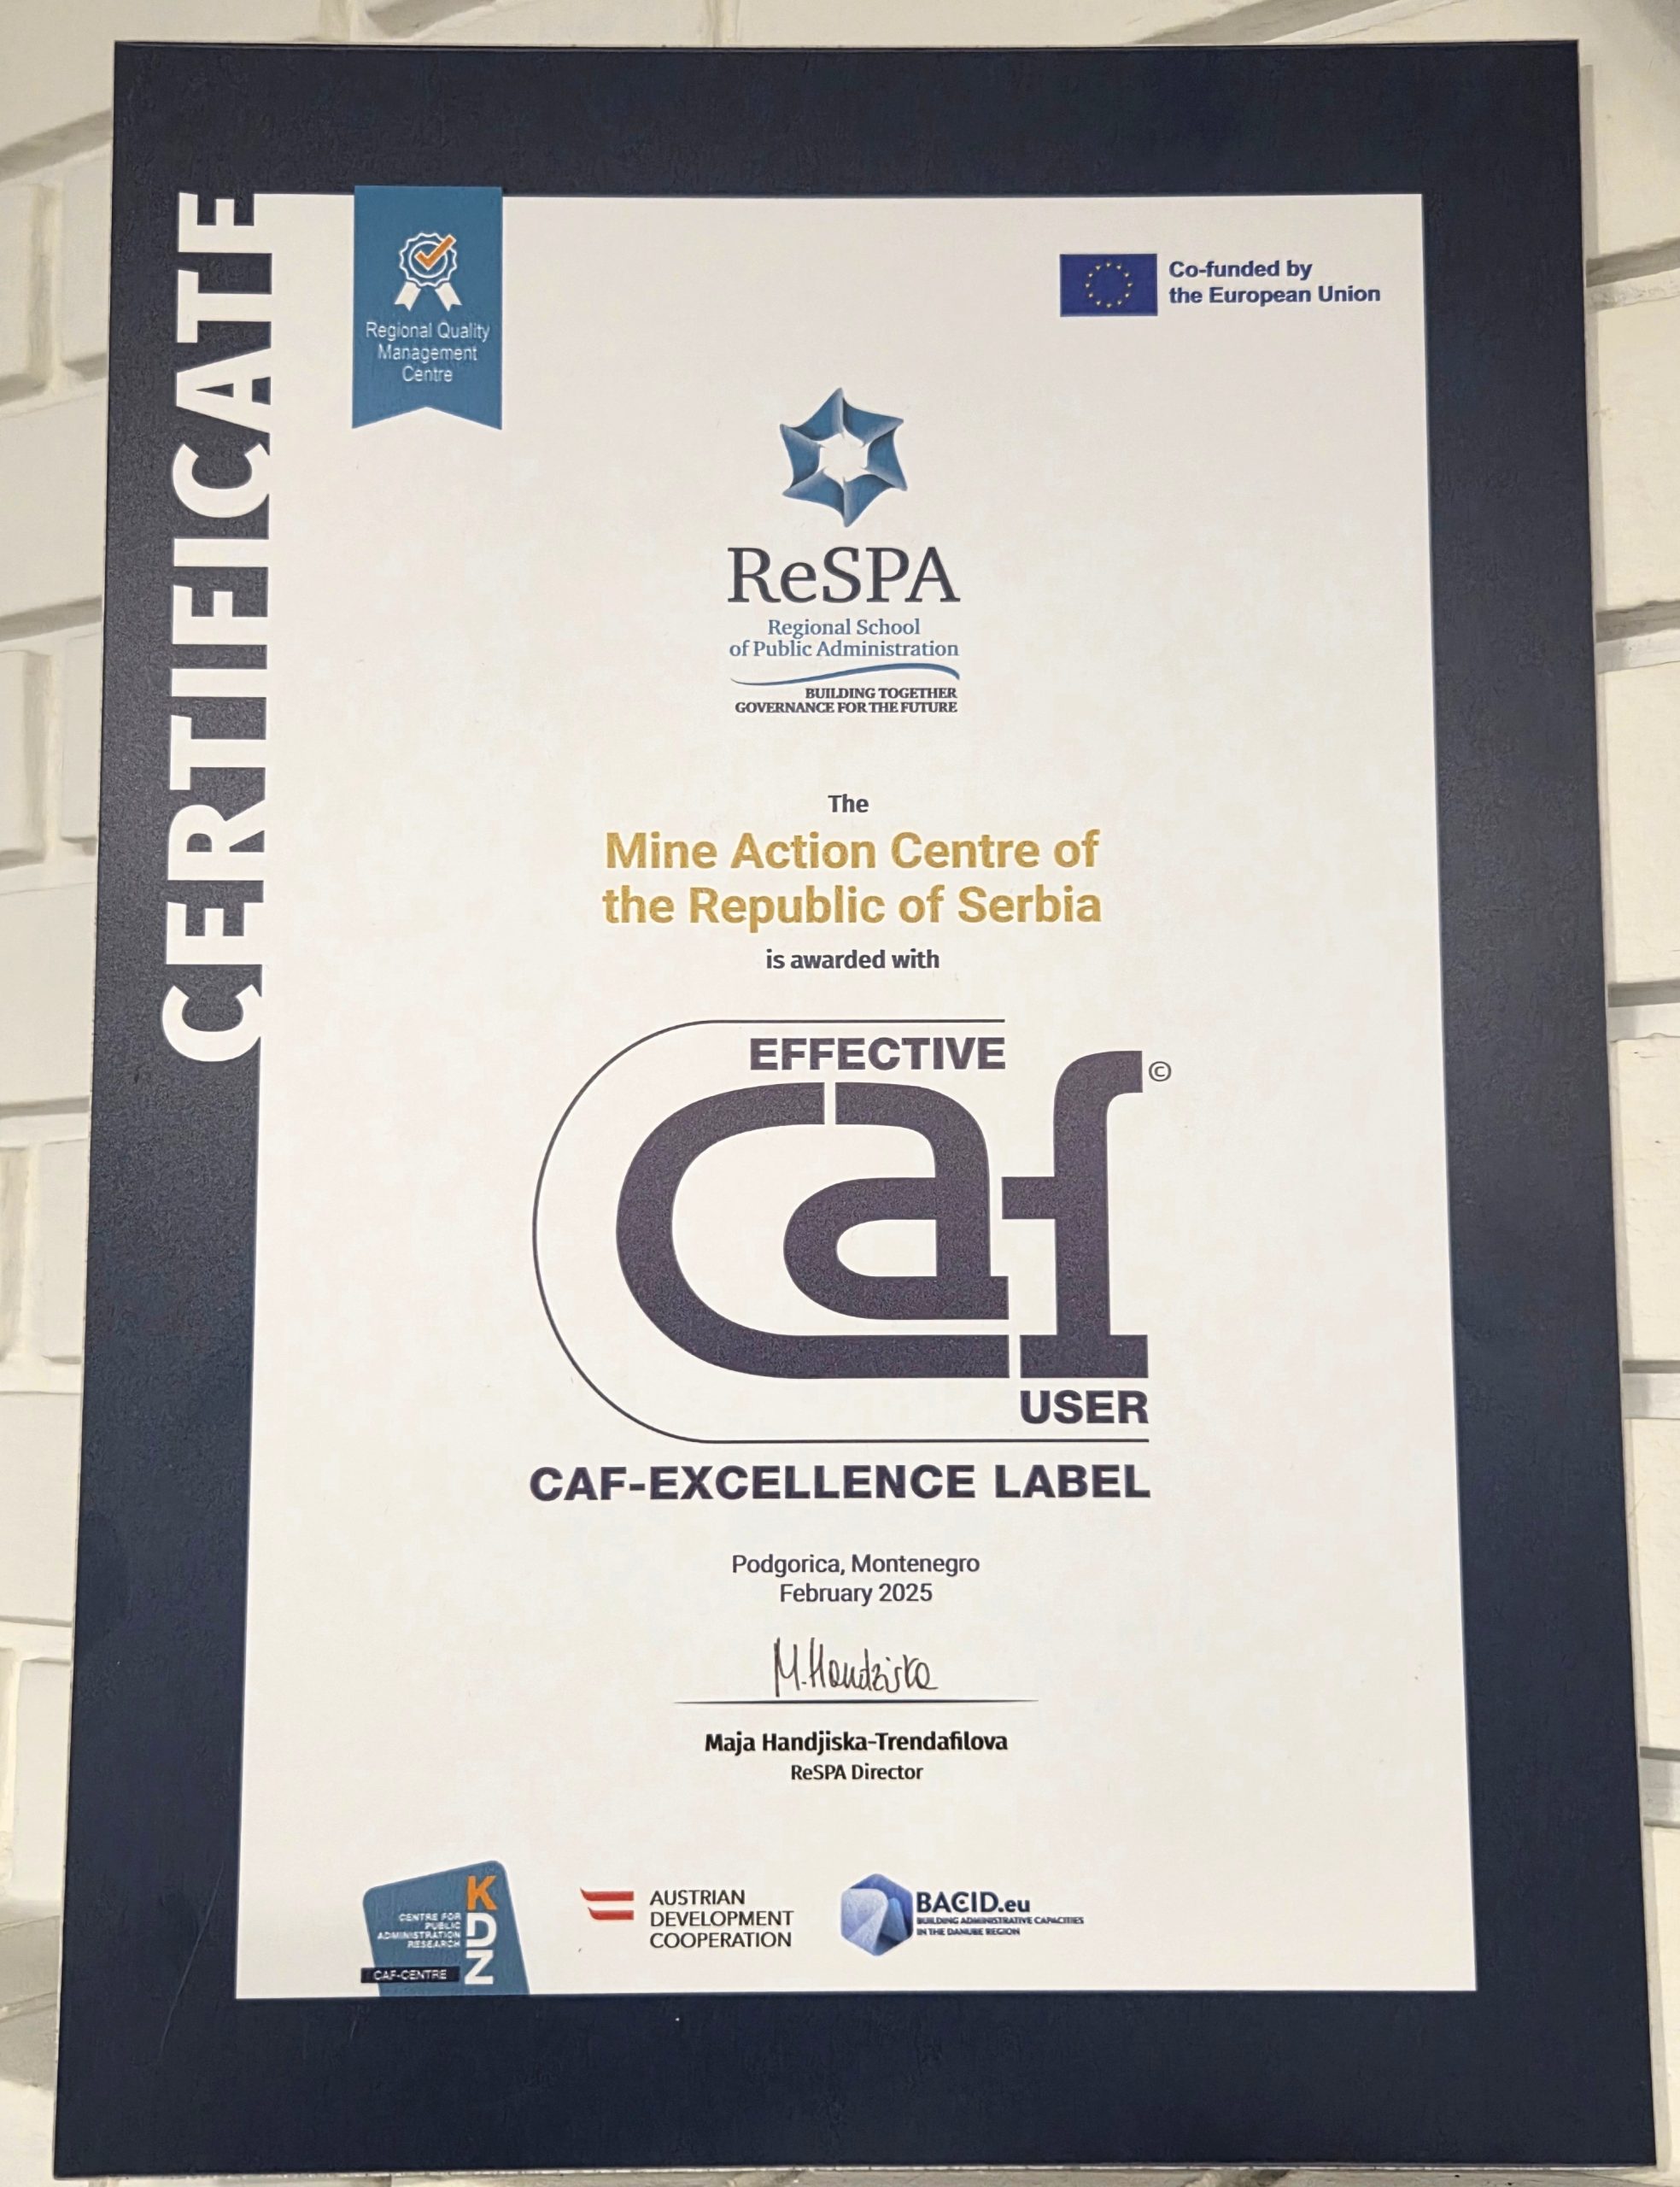 CERTIFICATE
Regional Quality
Management
Centre
Co-funded by
the European Union
ReSPA
Regional School
of Public Administration
BUILDING TOGETHER
GOVERNANCE FOR THE FUTURE
The
Mine Action Centre of
the Republic of Serbia
is awarded with
EFFECTIVE
caf ©
USER
CAF-EXCELLENCE LABEL
Podgorica, Montenegro
February 2025
M. Handziska
Maja Handjiska-Trendafilova
ReSPA Director
KDZ
CENTRE FOR
PUBLIC
ADMINISTRATION
RESEARCH
CAF-CENTRE
AUSTRIAN
DEVELOPMENT
COOPERATION
BACID.eu
BUILDING ADMINISTRATIVE CAPACITIES
IN THE DANUBE REGION